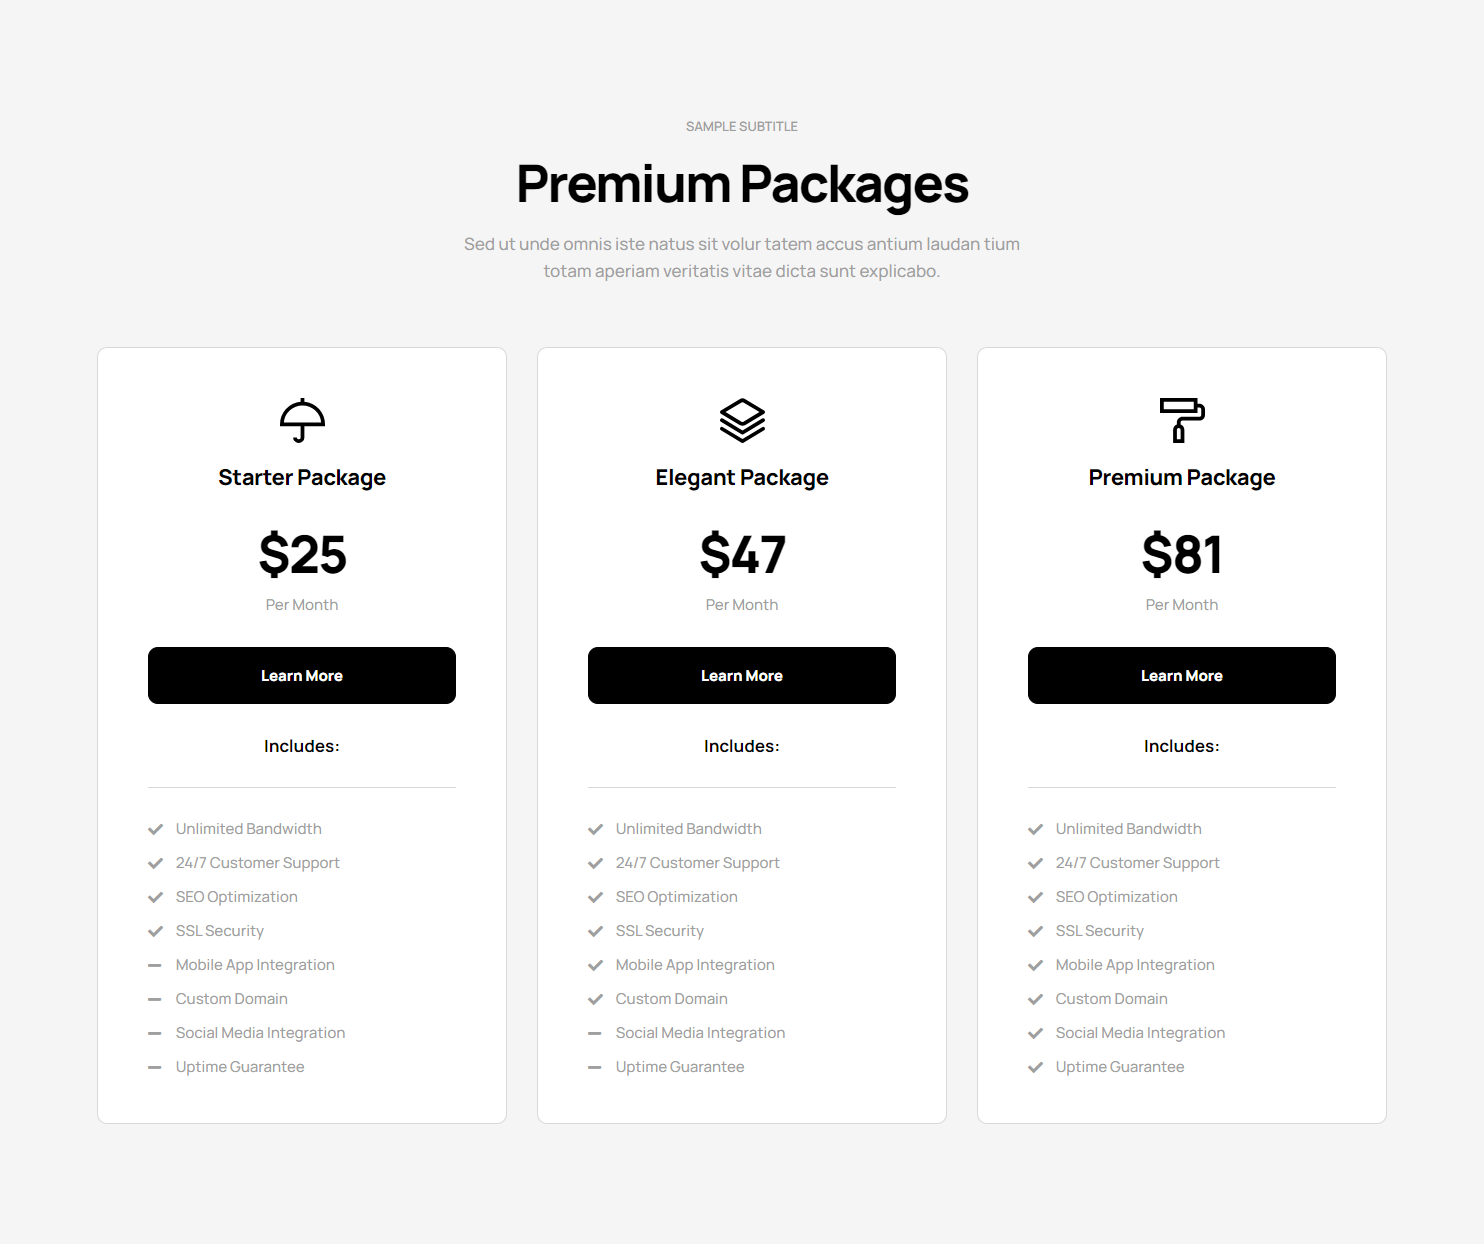 SAMPLE SUBTITLE
Premium Packages
Sed ut unde omnis iste natus sit volur tatem accus antium laudan tium
totam aperiam veritatis vitae dicta sunt explicabo.
Starter Package
$25
Per Month
Learn More
Includes:
Unlimited Bandwidth
24/7 Customer Support
SEO Optimization
SSL Security
Mobile App Integration
Custom Domain
Social Media Integration
Uptime Guarantee
Elegant Package
$47
Per Month
Learn More
Includes:
Unlimited Bandwidth
24/7 Customer Support
SEO Optimization
SSL Security
Mobile App Integration
Custom Domain
Social Media Integration
Uptime Guarantee
Premium Package
$81
Per Month
Learn More
Includes:
Unlimited Bandwidth
24/7 Customer Support
SEO Optimization
SSL Security
Mobile App Integration
Custom Domain
Social Media Integration
Uptime Guarantee